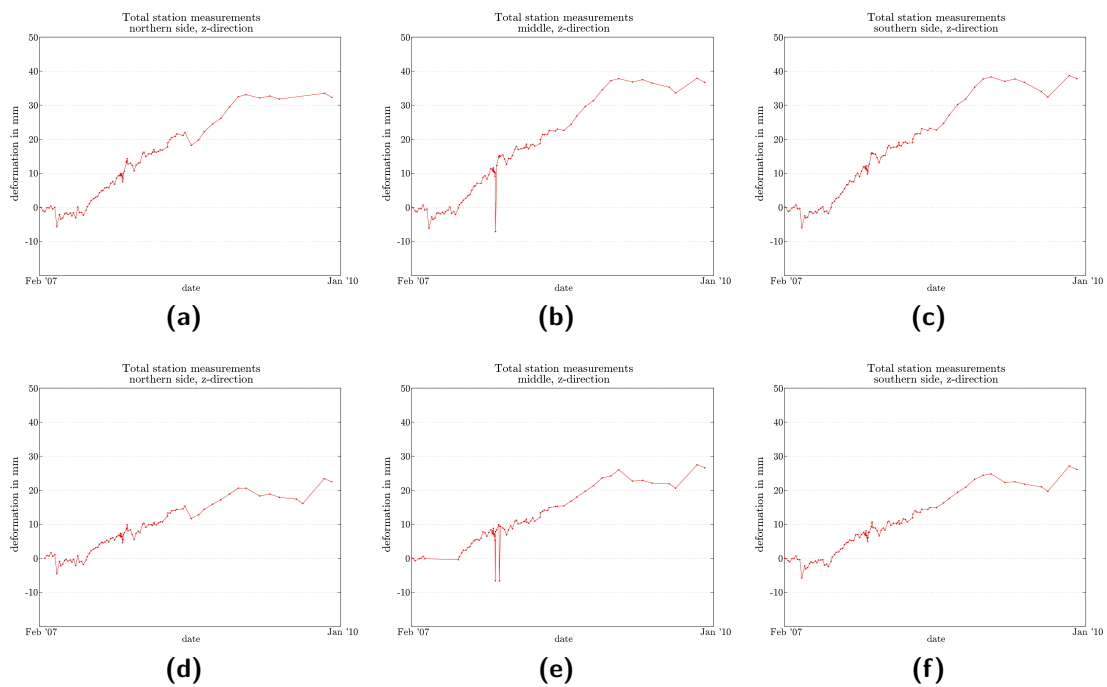 Total station measurements
northern side, z-direction
50
40
30
20
10
0
-10
deformation in mm
Feb '07
Jan '10
date
(a)
Total station measurements
middle, z-direction
50
40
30
20
10
0
-10
deformation in mm
Feb '07
Jan '10
date
(b)
Total station measurements
southern side, z-direction
50
40
30
20
10
0
-10
deformation in mm
Feb '07
Jan '10
date
(c)
Total station measurements
northern side, z-direction
50
40
30
20
10
0
-10
deformation in mm
Feb '07
Jan '10
date
(d)
Total station measurements
middle, z-direction
50
40
30
20
10
0
-10
deformation in mm
Feb '07
Jan '10
date
(e)
Total station measurements
southern side, z-direction
50
40
30
20
10
0
-10
deformation in mm
Feb '07
Jan '10
date
(f)